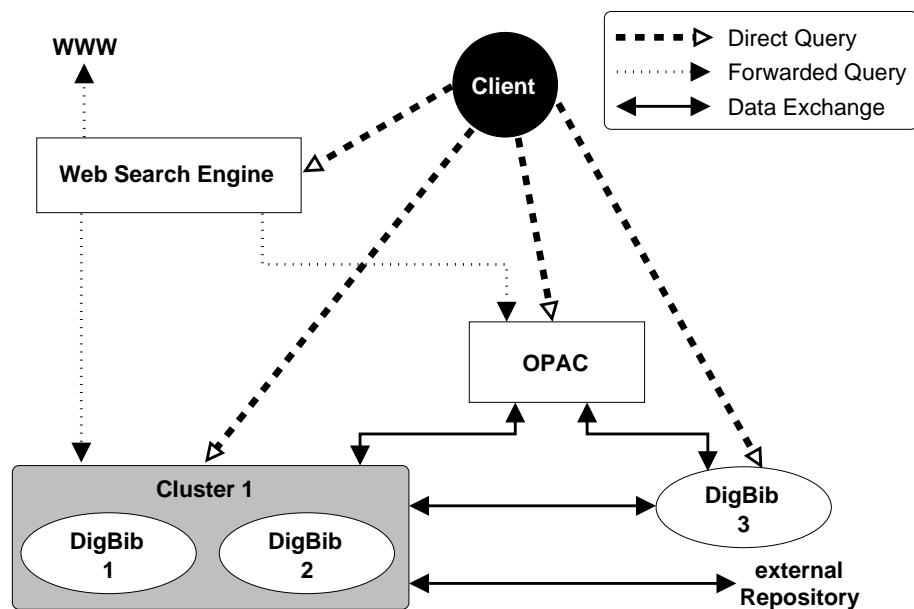 WWW
Client
Direct Query
Forwarded Query
Data Exchange
Web Search Engine
OPAC
Cluster 1
DigBib
1
DigBib
2
DigBib
3
external
Repository